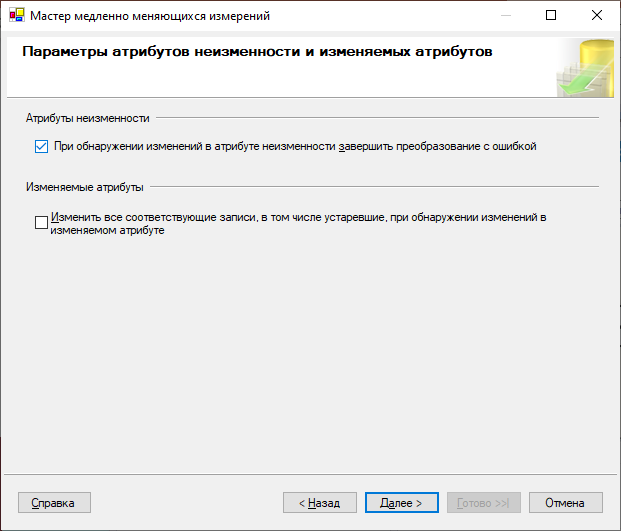 Мастер медленно меняющихся измерений
Параметры атрибутов неизменности и изменяемых атрибутов
Атрибуты неизменности
При обнаружении изменений в атрибуте неизменности завершить преобразование с ошибкой
Изменяемые атрибуты
Изменить все соответствующие записи, в том числе устаревшие, при обнаружении изменений в
изменяемом атрибуте
Справка
< Назад
Далее >
Готово >>|
Отмена